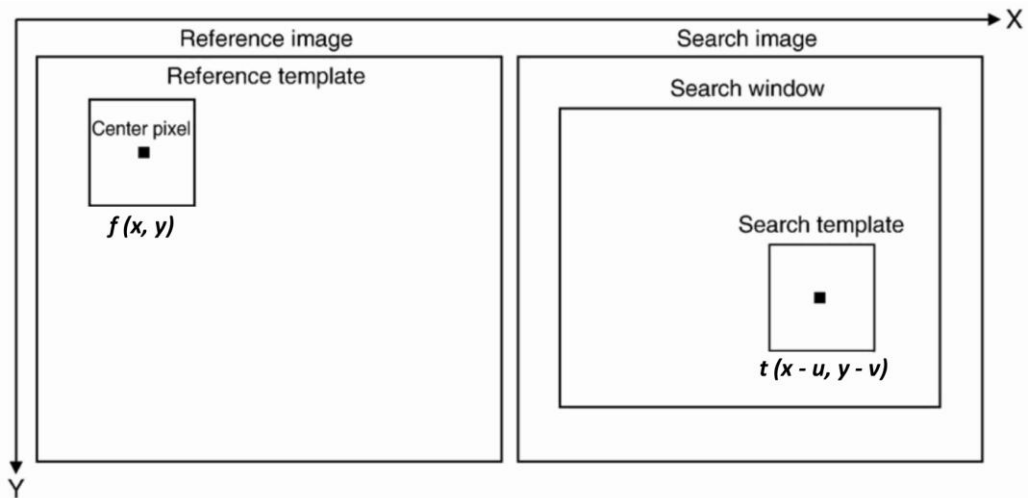 X
Reference image
Search image
Reference template
Search window
Center pixel
f (x, y)
Search template
t (x - u, y - v)
Y